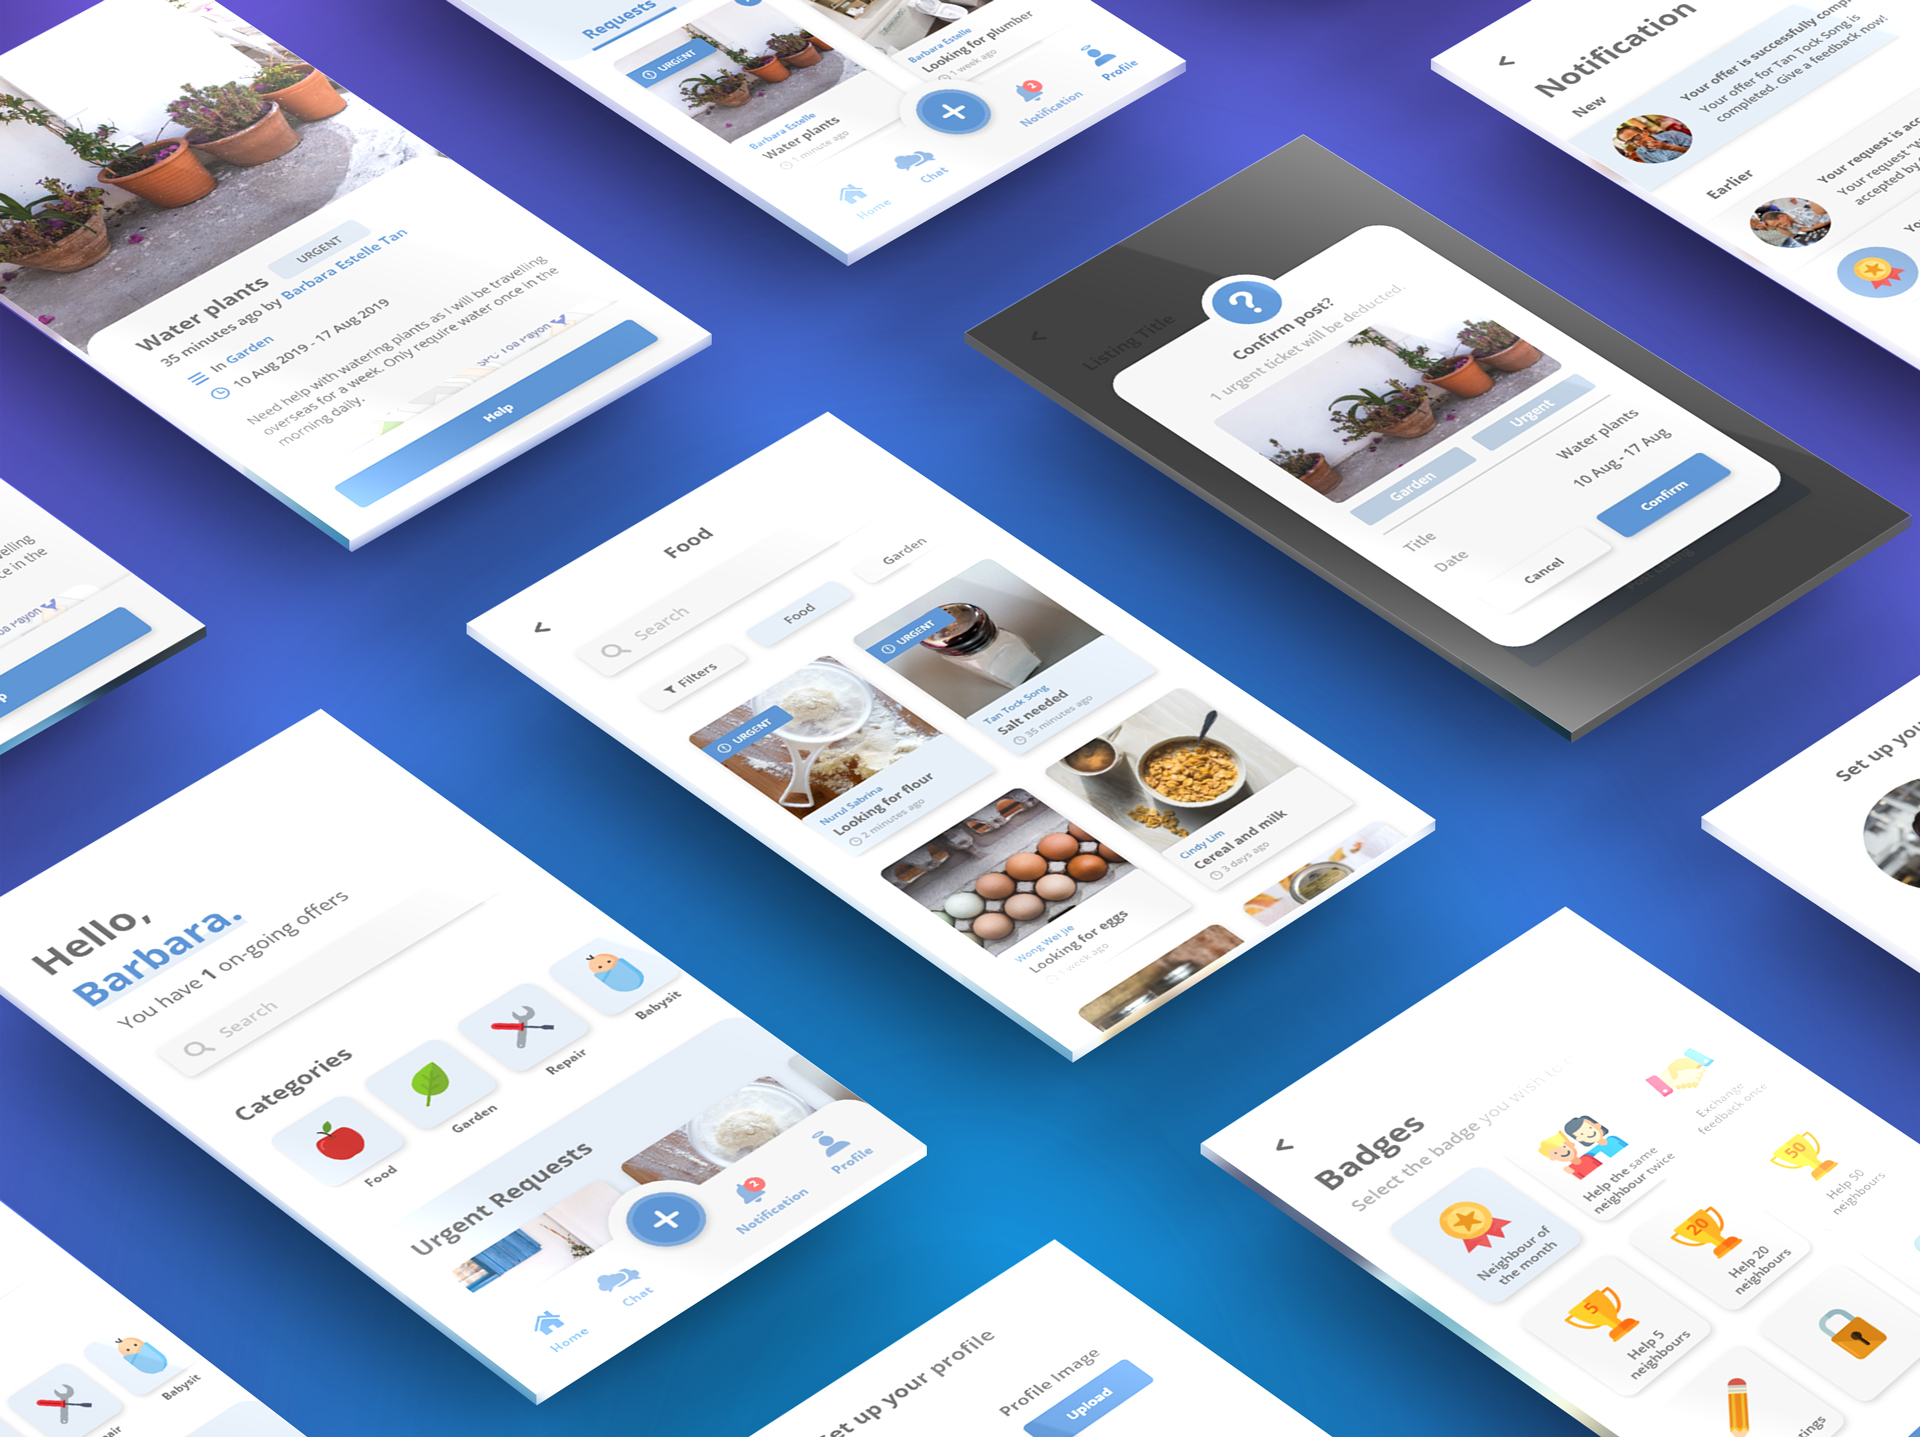 Water plants
URGENT
35 minutes ago by Barbara Estelle Tan
In Garden
10 Aug 2019 - 17 Aug 2019
Need help with watering plants as I will be travelling
overseas for a week. Only require water once in the
morning daily.
Help
Requests
URGENT
Barbara Estelle
Water plants
1 minute ago
Barbara Estelle
Looking for plumber
1 week ago
Home
Chat
2
Notification
Profile
Notification
New
Your offer is successfully
Your offer for Tan Tock Song is
completed. Give a feedback now!
Earlier
Your request is
Your request
accepted by
Listing Title
?
Confirm post?
1 urgent ticket will be deducted.
Garden
Urgent
Title
Water plants
Date
10 Aug - 17 Aug
Cancel
Confirm
Food
Search
Filters
Food
Garden
URGENT
Nurul Sabrina
Looking for flour
2 minutes ago
URGENT
Tan Tock Song
Salt needed
35 minutes ago
Wong Wei Jie
Looking for eggs
1 week ago
Cindy Lim
Cereal and milk
3 days ago
Hello,
Barbara.
You have 1 on-going offers
Search
Categories
Food
Garden
Repair
Babysit
Urgent Requests
Home
Chat
2
Notification
Profile
Babysit
Set up
Badges
Select the badge you wish to
Neighbour of
the month
Help the same
neighbour twice
Exchange
feedback once
5
Help 5
neighbours
20
Help 20
neighbours
50
Help 50
neighbours
up your profile
Profile Image
Upload